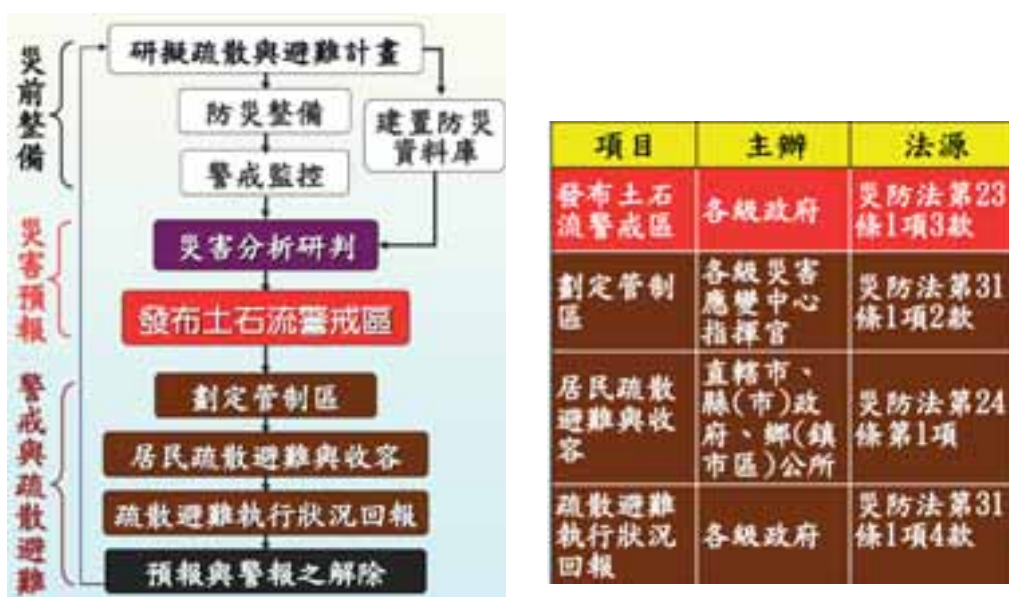 災前整備
研擬疏散與避難計畫
防災整備
建置防災
資料庫
警戒監控
災害預報
災害分析研判
發布土石流警戒區
警戒與疏散避難
劃定管制區
居民疏散避難與收容
疏散避難執行狀況回報
預報與警報之解除
項目
主辦
法源
發布土石
流警戒區
各級政府
災防法第23
條1項3款
劃定管制
區
各級災害
應變中心
指揮官
災防法第31
條1項2款
居民疏散
避難與收
容
直轄市、
縣(市)政
府、鄉(鎮
市區)公所
災防法第24
條第1項
疏散避難
執行狀況
回報
各級政府
災防法第31
條1項4款